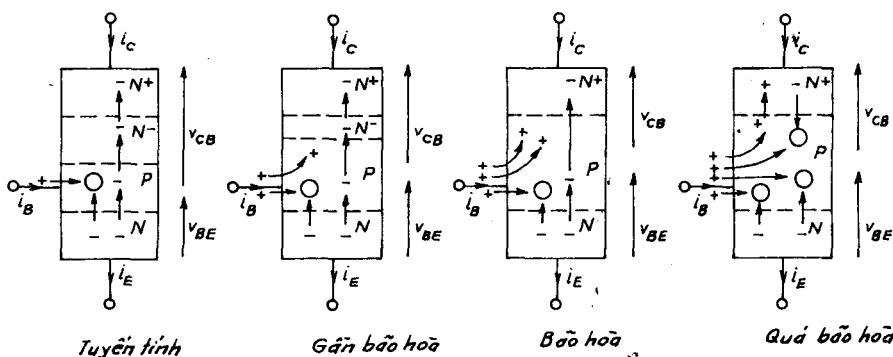 i_C i_C i_C i_C
N+ N+ N+ N+
N- N-
v_CB v_CB v_CB v_CB
P P P P
i_B i_B i_B i_B
N N N N
v_BE v_BE v_BE v_BE
i_E i_E i_E i_E
Tuyến tính Gần bão hoà Bão hoà Quá bão hoà